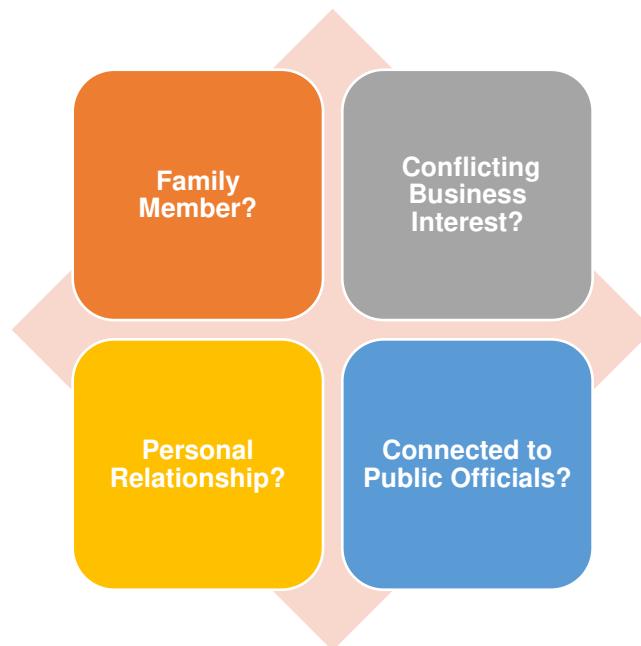 Family
Member?
Conflicting
Business
Interest?
Personal
Relationship?
Connected to
Public Officials?